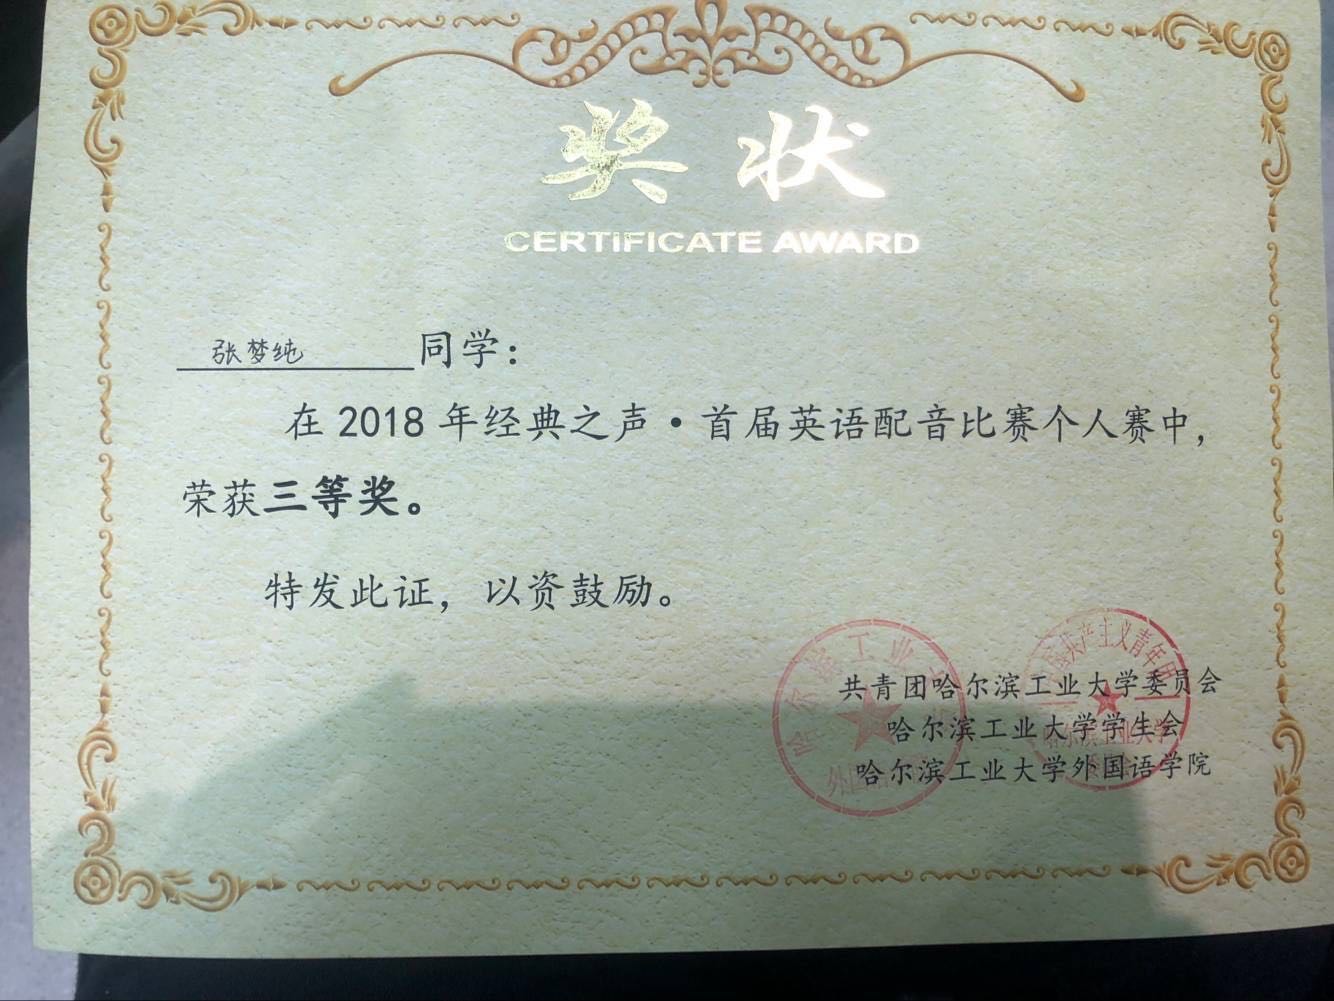 奖状
CERTIFICATE AWARD
张梦纯 同学：
在 2018 年经典之声·首届英语配音比赛个人赛中，
荣获三等奖。
特发此证，以资鼓励。
共青团哈尔滨工业大学委员会
哈尔滨工业大学学生会
哈尔滨工业大学外国语学院